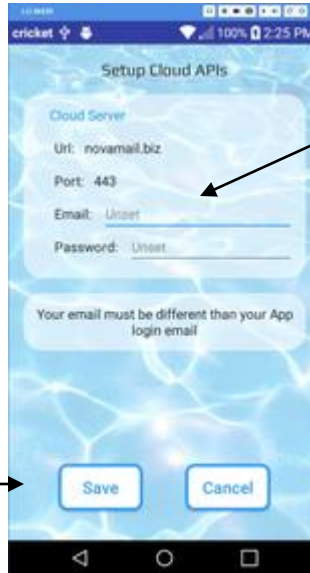 cricket 100% 2:25 PM
Setup Cloud APIs
Cloud Server
Url: novamail.biz
Port: 443
Email: Unset
Password: Unset
Your email must be different than your App
login email
Save Cancel